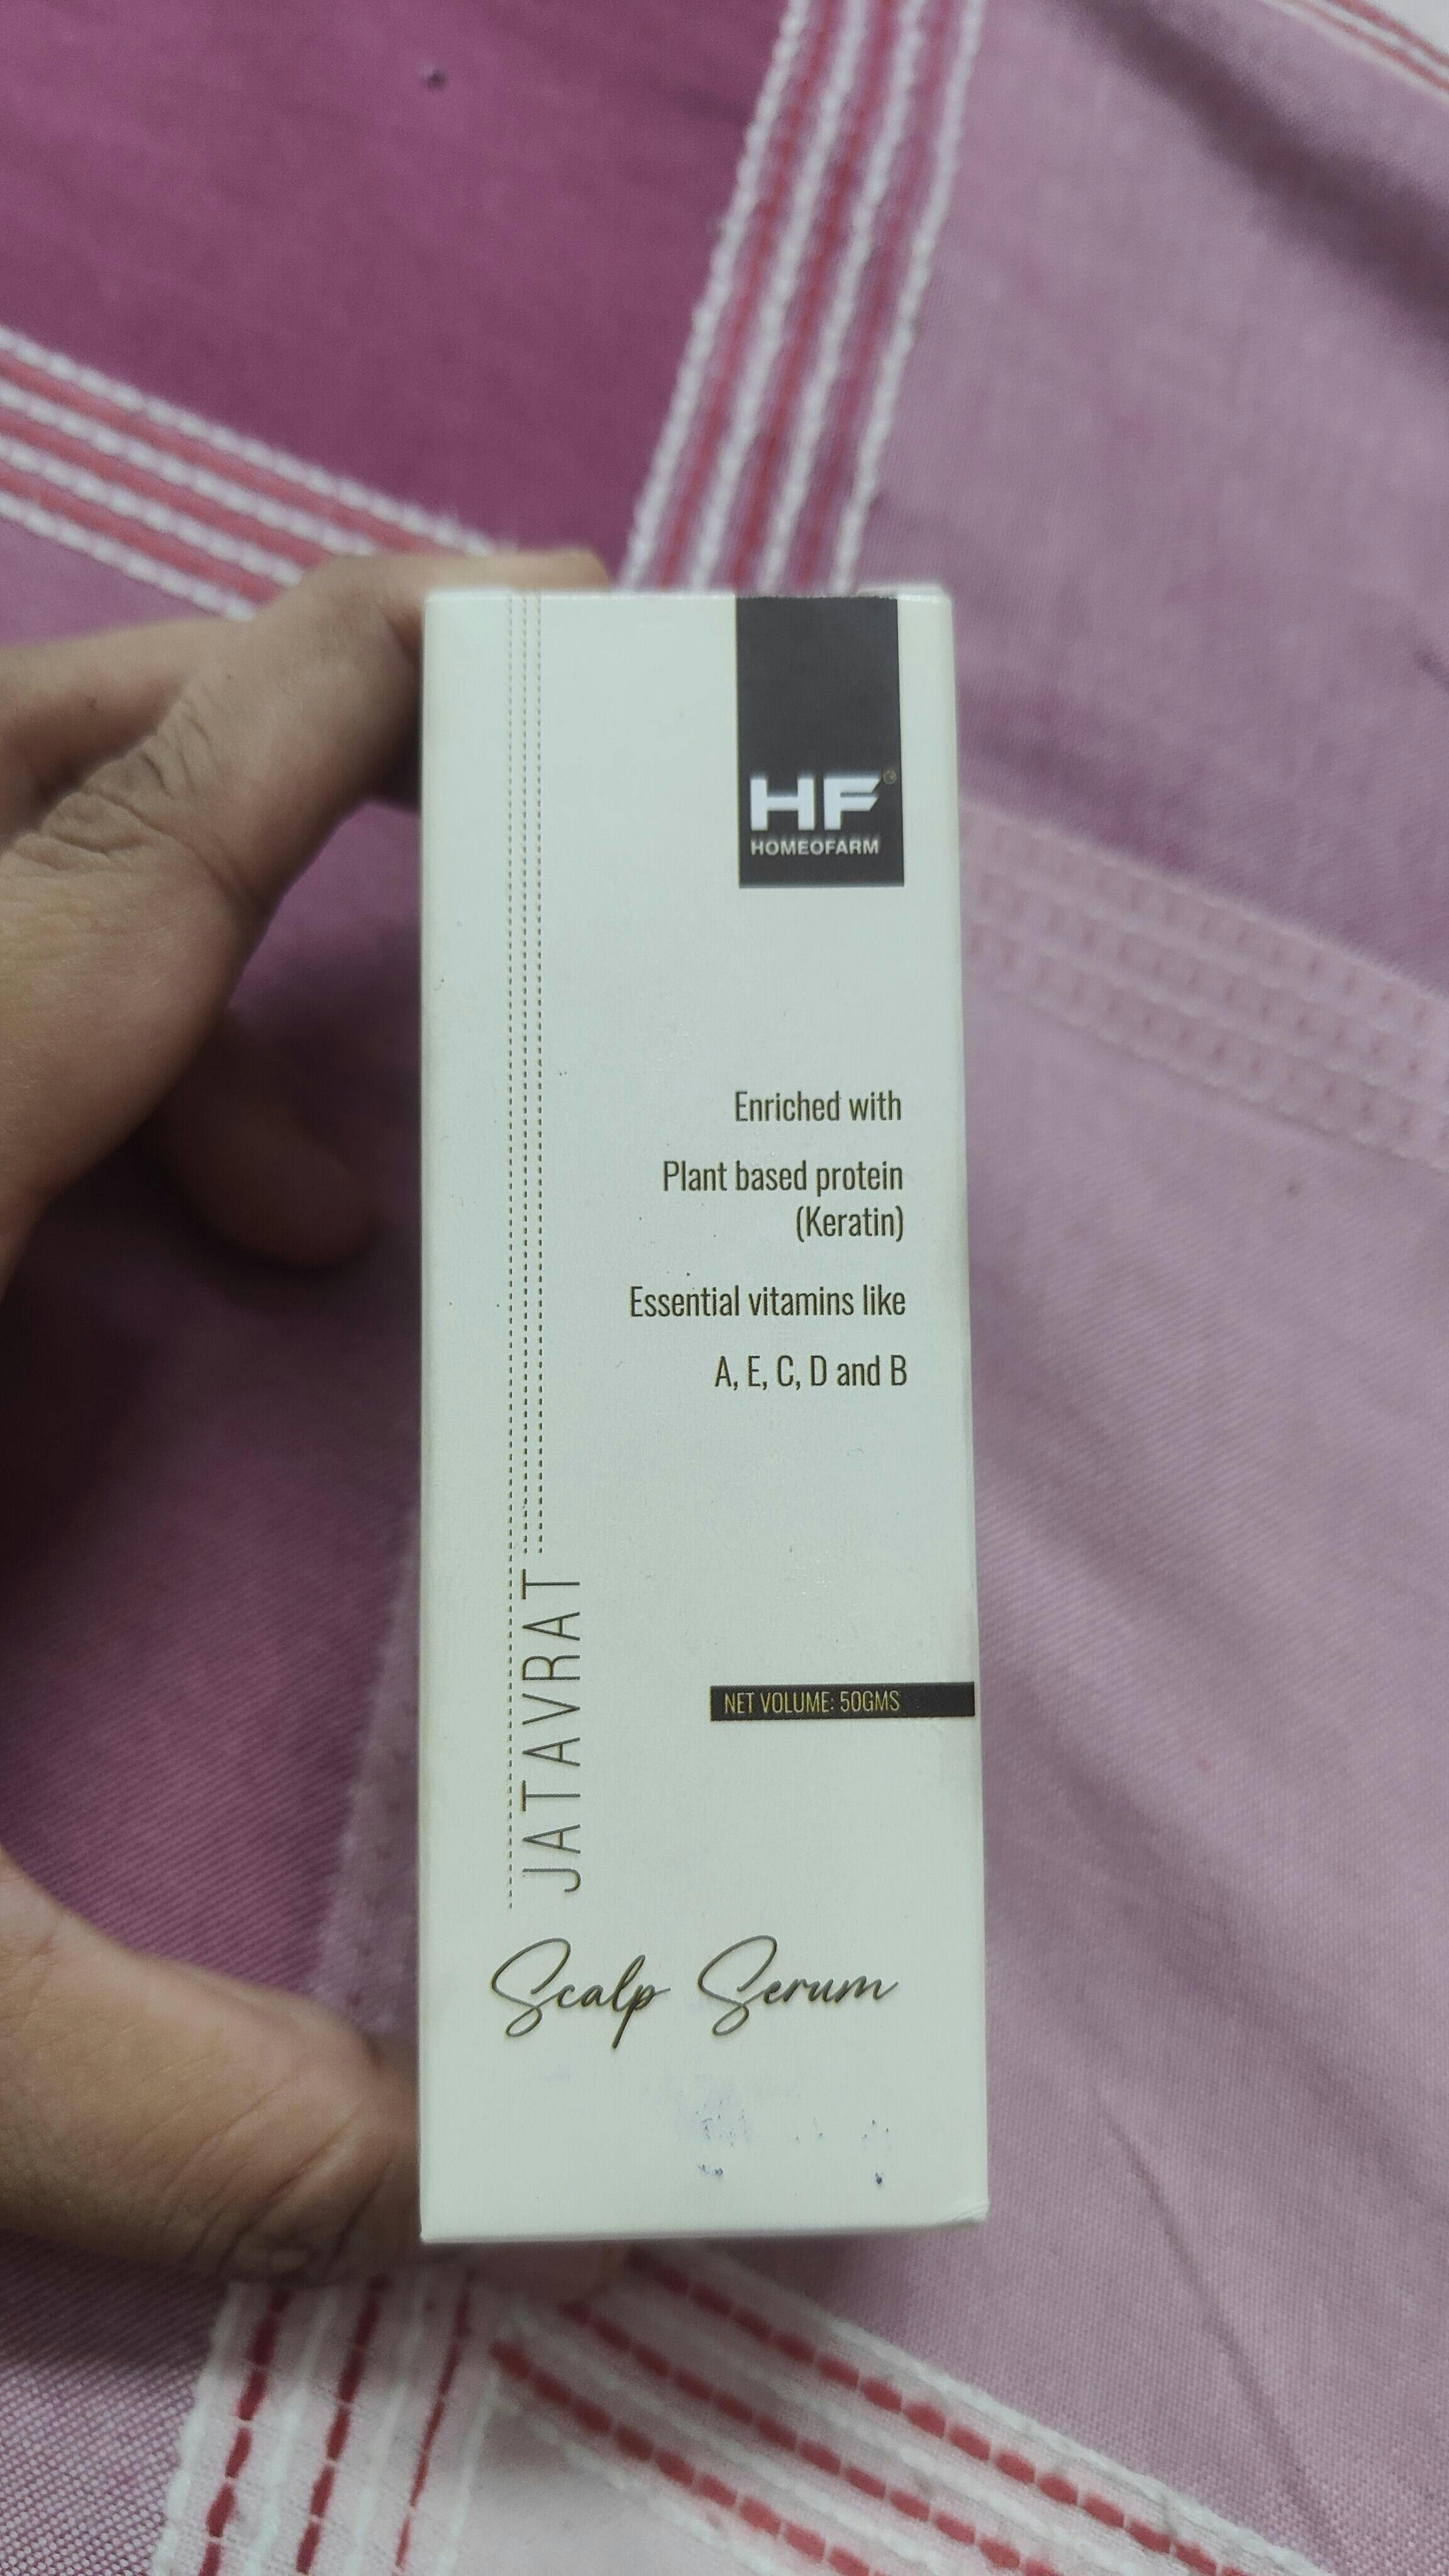 HF
HOMEOFARM
Enriched with
Plant based protein
(Keratin)
Essential vitamins like
A, E, C, D and B
NET VOLUME: 50GMS
JATAVRAT
Scalp Serum